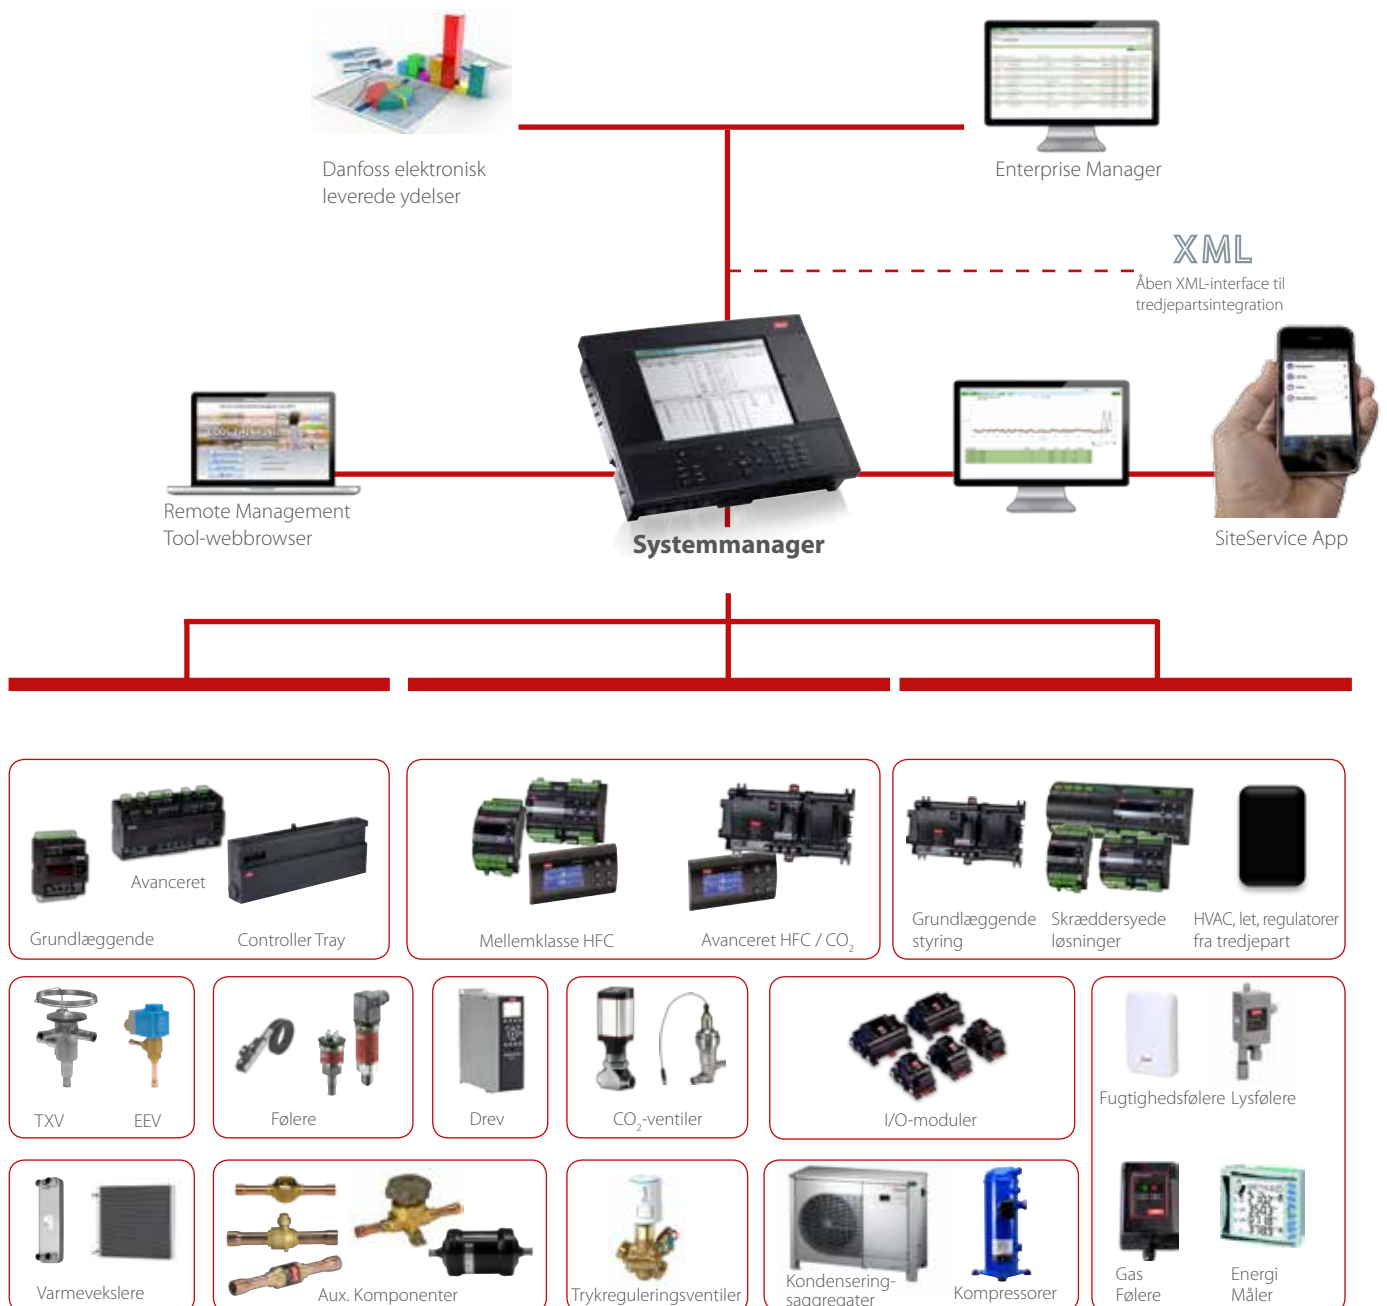 Danfoss elektronisk
leverede ydelser
Enterprise Manager
XML
Åben XML-interface til
tredjepartsintegration
Remote Management
Tool-webbrowser
Systemmanager
SiteService App
Avanceret
Grundlæggende
Controller Tray
Mellemklasse HFC
Avanceret HFC / CO₂
Grundlæggende
styring
Skræddersyede
løsninger
HVAC, let, regulatorer
fra tredjepart
TXV
EEV
Følere
Drev
CO₂-ventiler
I/O-moduler
Fugtighedsfølere
Lysfølere
Varmevekslere
Aux. Komponenter
Trykreguleringsventiler
Kondensering-
saggregater
Kompressorer
Gas
Følere
Energi
Måler